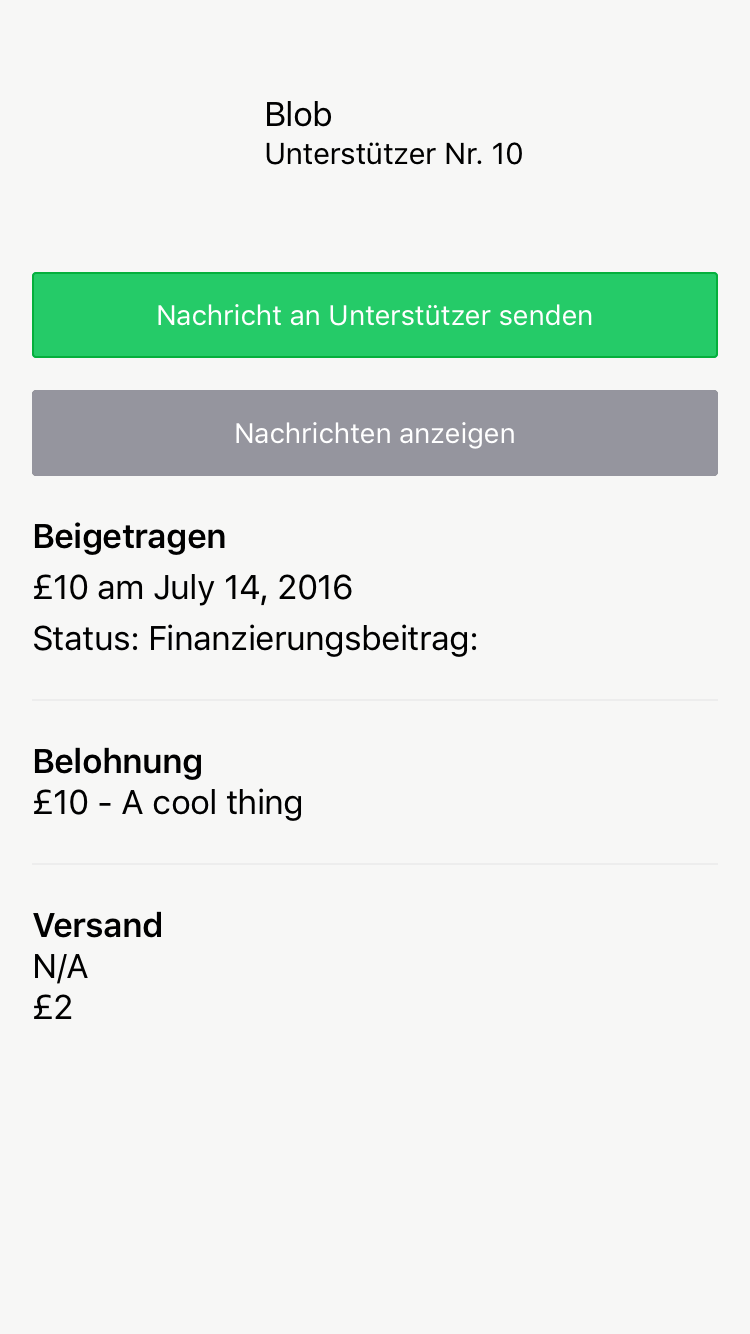 Blob
Unterstützer Nr. 10
Nachricht an Unterstützer senden
Nachrichten anzeigen
Beigetragen
£10 am July 14, 2016
Status: Finanzierungsbeitrag:
Belohnung
£10 - A cool thing
Versand
N/A
£2